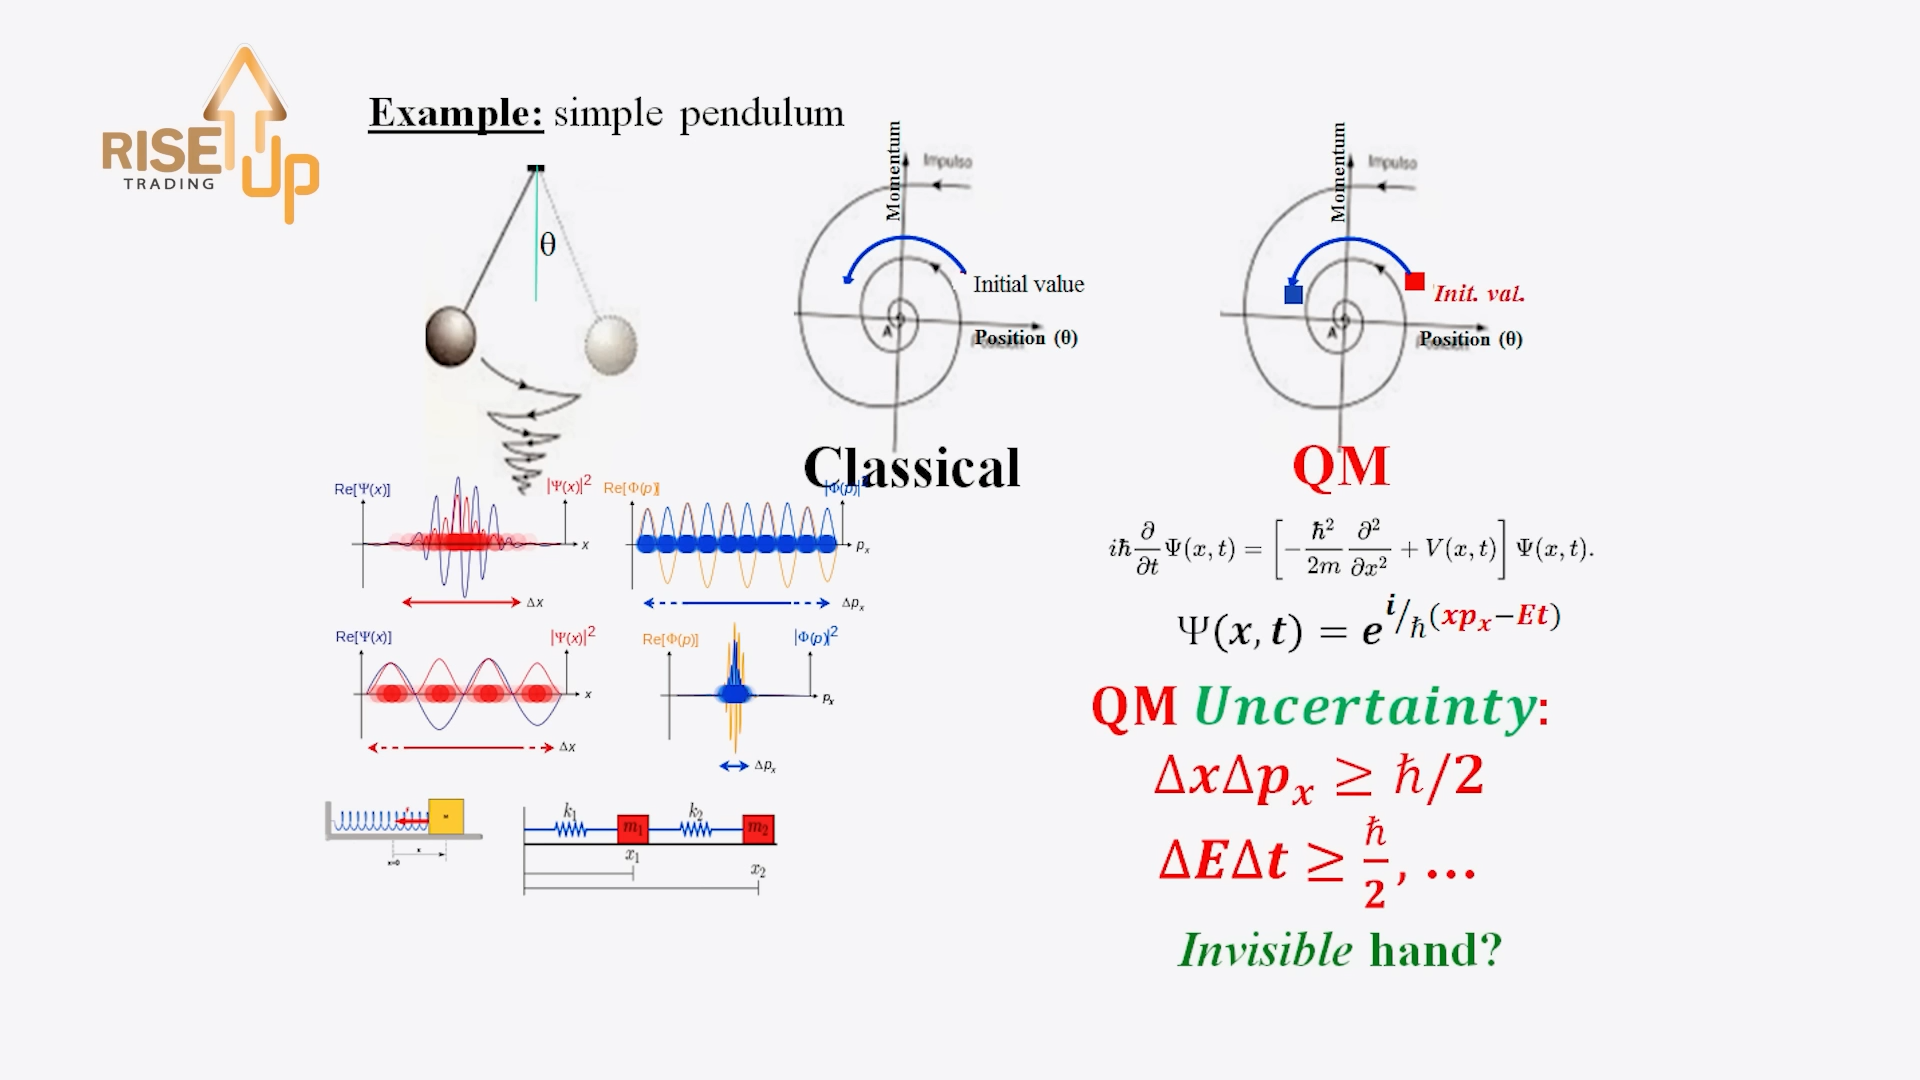 RISE Up
TRADING
Example: simple pendulum
θ
Momentum
Impulso
Initial value
A
Position (θ)
Classical
Momentum
Impulso
Init. val.
A
Position (θ)
QM
Re[Ψ(x)]
|Ψ(x)|²
x
Δx
Re[Φ(p)]
|Φ(p)|²
pₓ
Δpₓ
Re[Ψ(x)]
|Ψ(x)|²
x
Δx
Re[Φ(p)]
|Φ(p)|²
pₓ
Δpₓ
x=0
x
k₁
m₁
k₂
m₂
x₁
x₂
iħ ∂/∂t Ψ(x,t) = [−ħ²/2m ∂²/∂x² + V(x,t)] Ψ(x,t).
Ψ(x, t) = e^{i/ħ(xpₓ−Et)}
QM Uncertainty:
ΔxΔpₓ ≥ ħ/2
ΔEΔt ≥ ħ/2, …
Invisible hand?